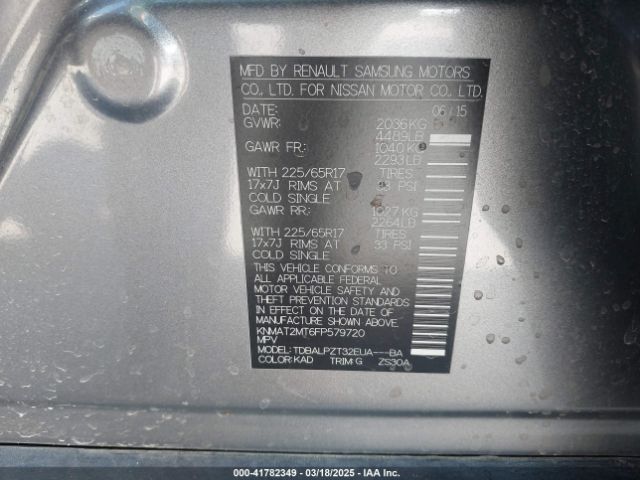 MFD BY RENAULT SAMSUNG MOTORS
CO., LTD. FOR NISSAN MOTOR CO., LTD.
DATE: 06/15
GVWR: 2036KG
4489LB
GAWR FR: 1040KG
2293LB
WITH 225/65R17 TIRES
17x7J RIMS AT 33 PSI
COLD SINGLE
GAWR RR: 1027KG
2264LB
WITH 225/65R17 TIRES
17x7J RIMS AT 33 PSI
COLD SINGLE
THIS VEHICLE CONFORMS TO
ALL APPLICABLE FEDERAL
MOTOR VEHICLE SAFETY AND
THEFT PREVENTION STANDARDS
IN EFFECT ON THE DATE OF
MANUFACTURE SHOWN ABOVE.
KNMAT2MT6FP579720
MPV
MODEL: TDBALPZT32EUA---BA
COLOR:KAD TRIM:G ZS30A
000-41782349 - 03/18/2025 - IAA Inc.